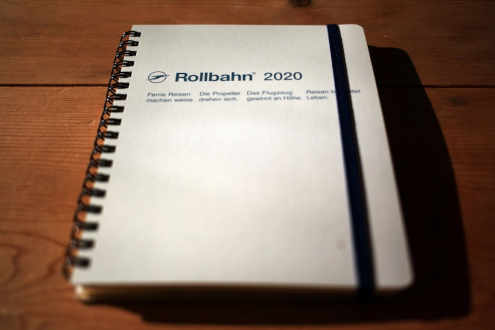 Rollbahn® 2020
Ferne Reisen Die Propeller Das Flugzeug Reisen
machen weise. drehen sich. gewinnt an Höhe. Leben.